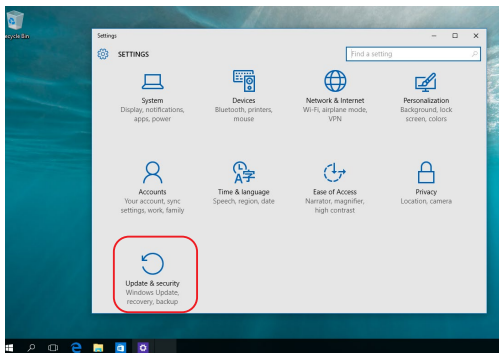 ecycle Bin
Settings
SETTINGS
Find a setting
System
Display, notifications,
apps, power
Devices
Bluetooth, printers,
mouse
Network & Internet
Wi-Fi, airplane mode,
VPN
Personalization
Background, lock
screen, colors
Accounts
Your account, sync
settings, work, family
Time & language
Speech, region, date
Ease of Access
Narrator, magnifier,
high contrast
Privacy
Location, camera
Update & security
Windows Update,
recovery, backup